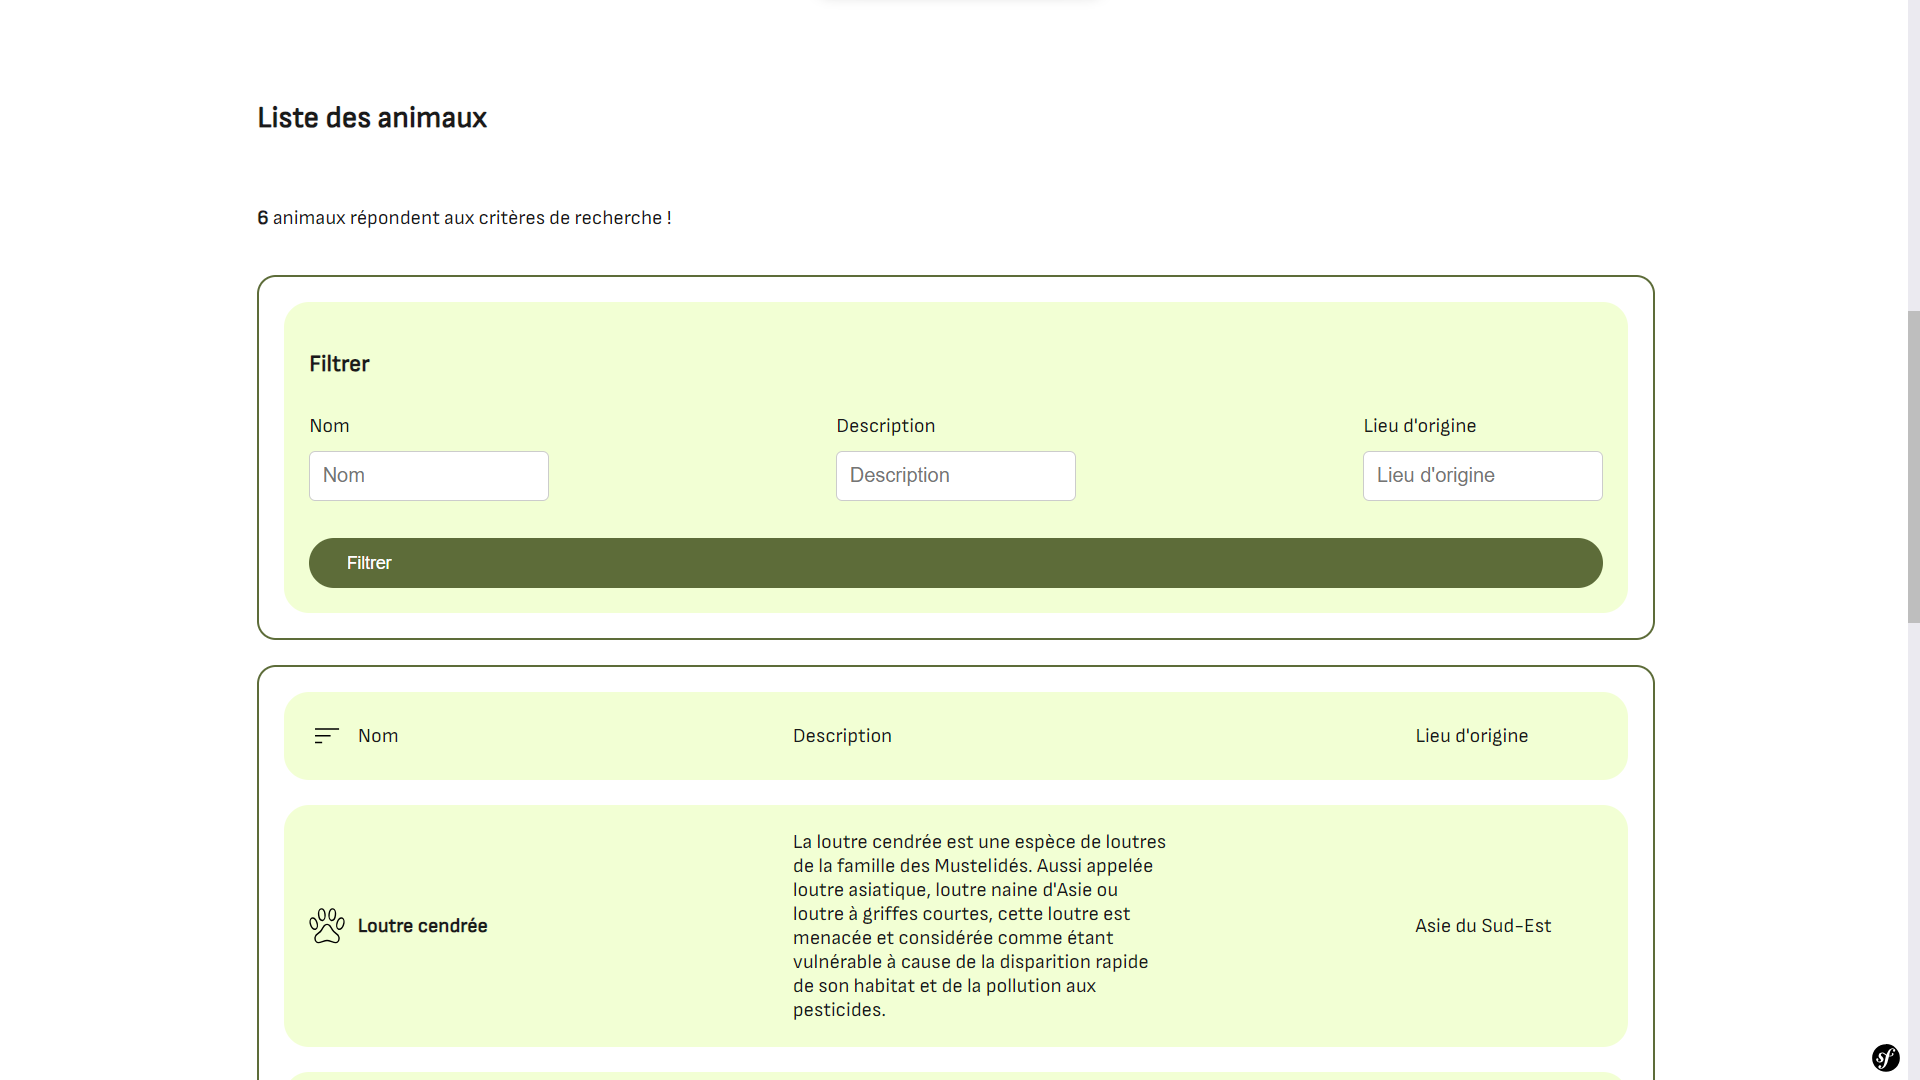 Liste des animaux
6 animaux répondent aux critères de recherche !
Filtrer
Nom Description Lieu d'origine
Nom Description Lieu d'origine
Filtrer
Nom Description Lieu d'origine
La loutre cendrée est une espèce de loutres
de la famille des Mustelidés. Aussi appelée
loutre asiatique, loutre naine d'Asie ou
loutre à griffes courtes, cette loutre est
menacée et considérée comme étant
vulnérable à cause de la disparition rapide
de son habitat et de la pollution aux
pesticides.
Loutre cendrée
Asie du Sud-Est
sf